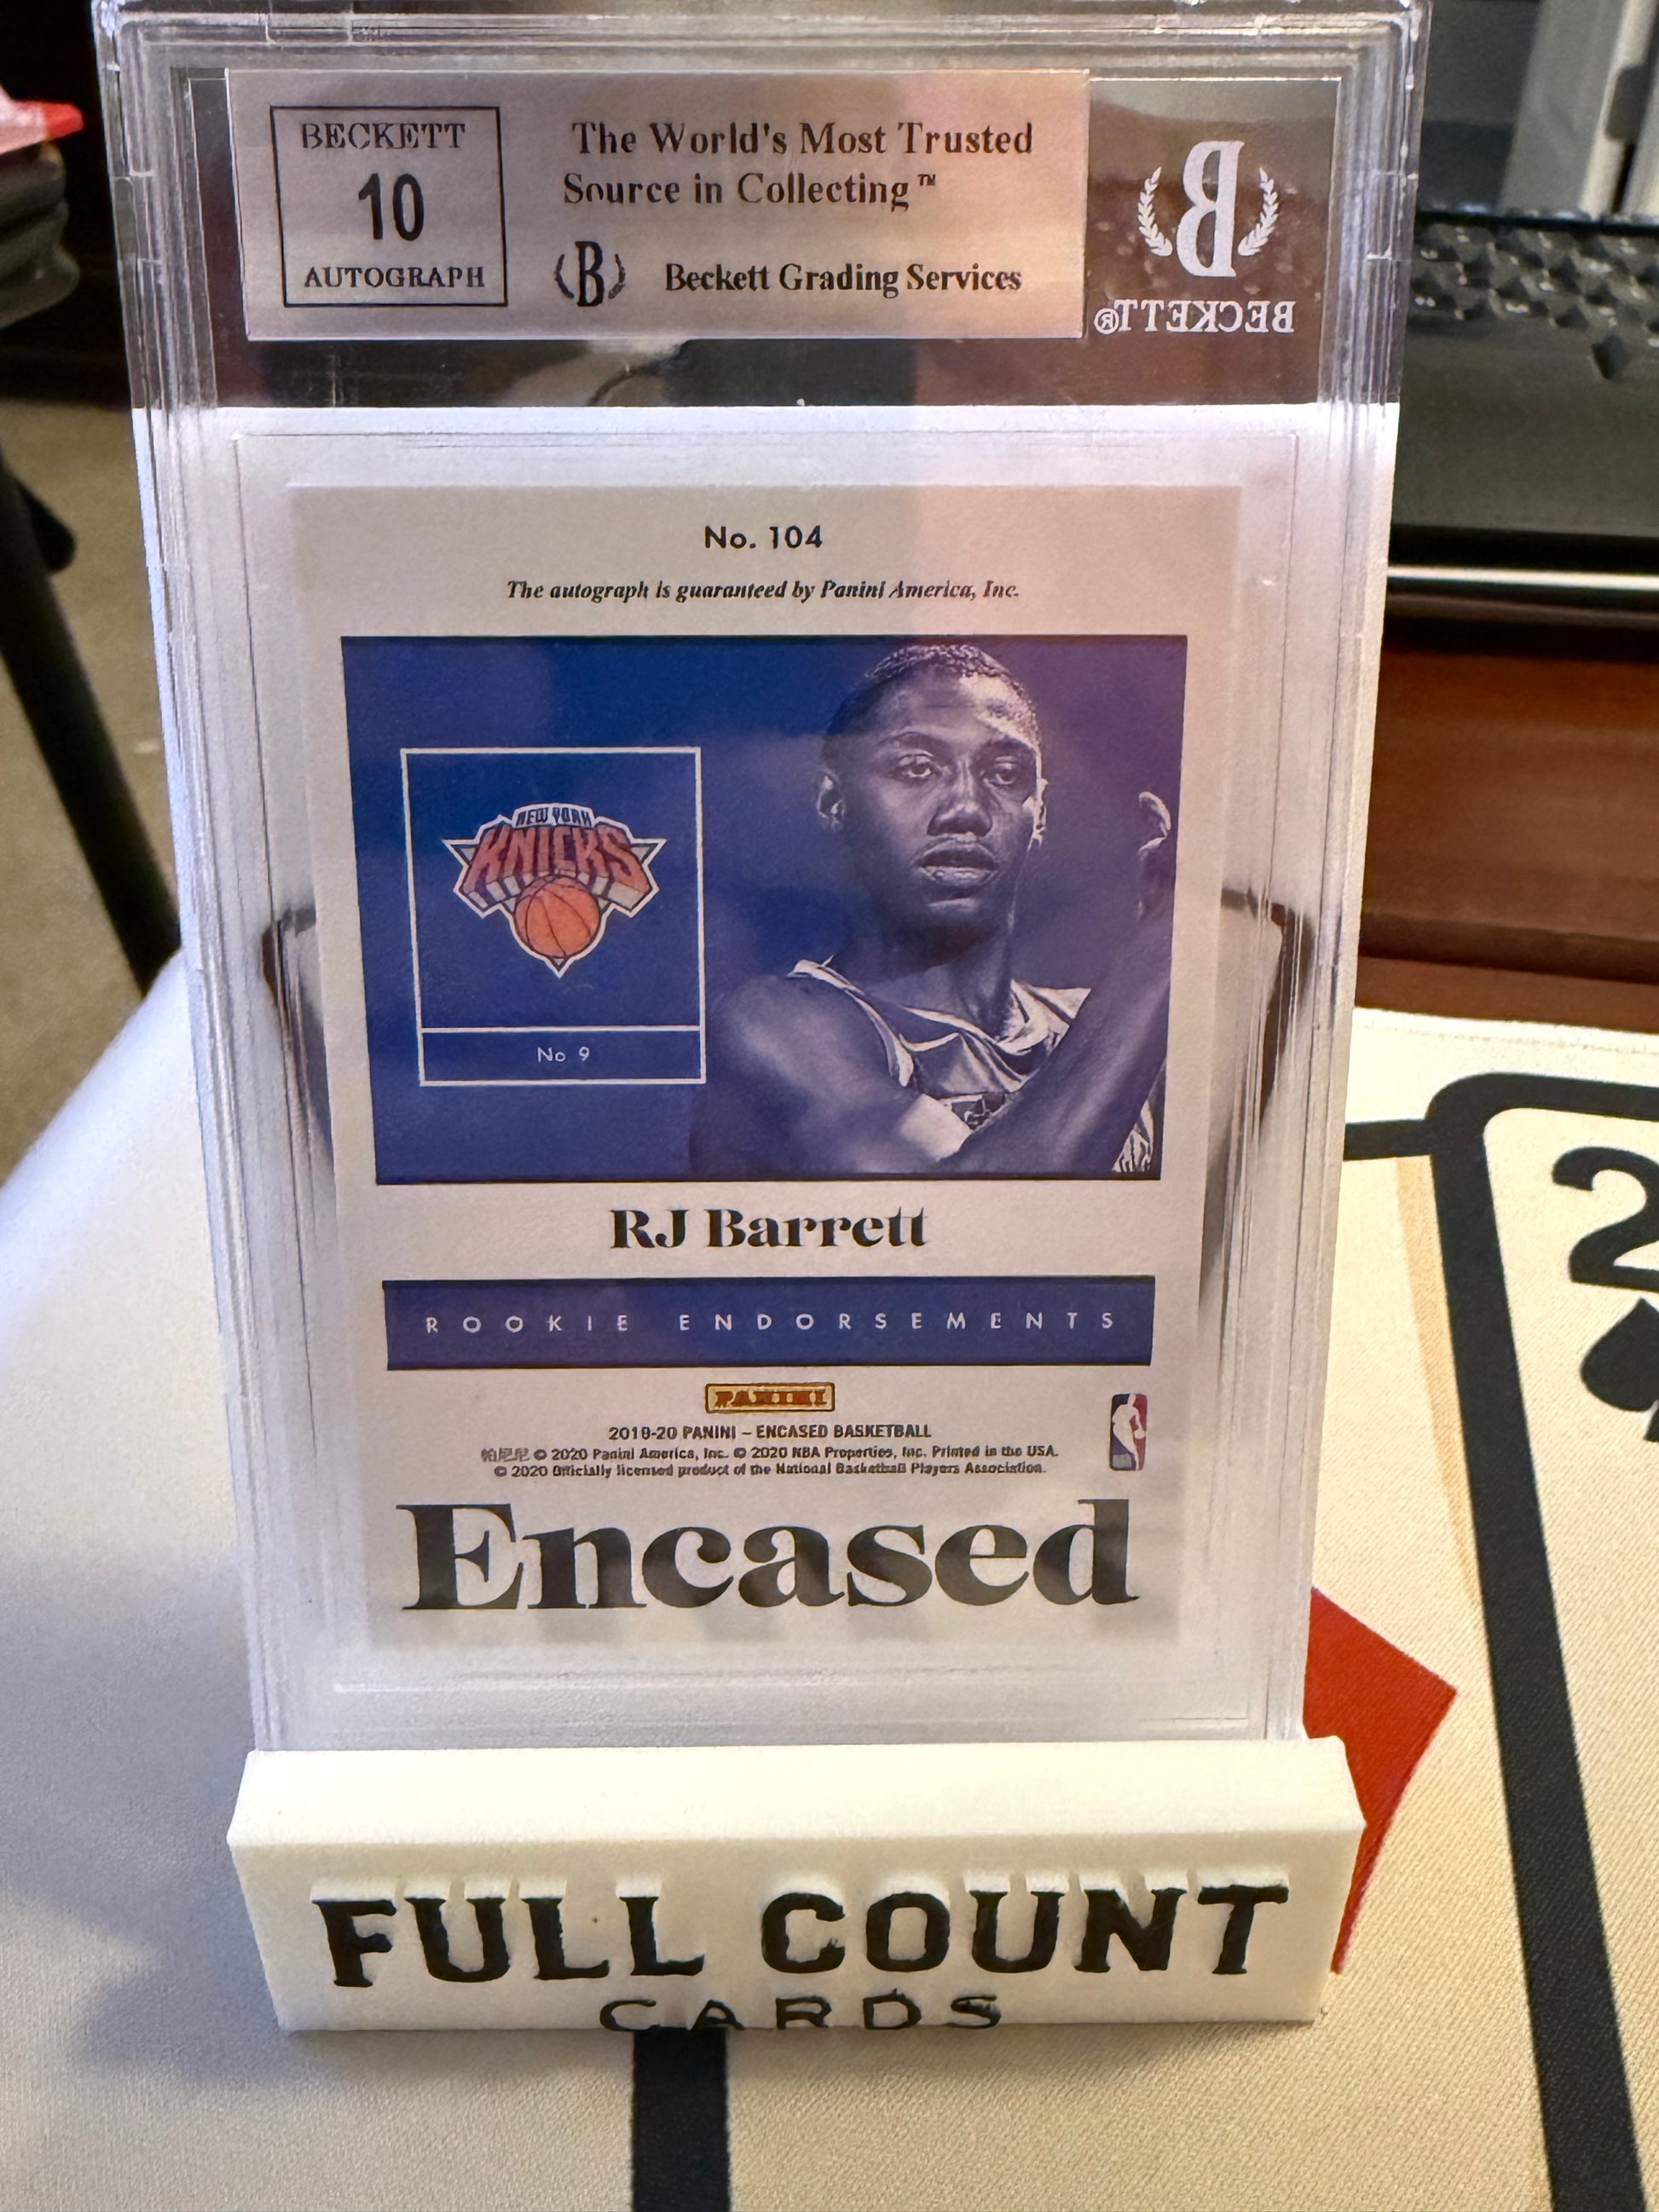 BECKETT
10
AUTOGRAPH
The World's Most Trusted
Source in Collecting™
B
Beckett Grading Services
B
BECKETT®
No. 104
The autograph is guaranteed by Panini America, Inc.
NEW YORK
KNICKS
No 9
RJ Barrett
ROOKIE ENDORSEMENTS
PANINI
2019-20 PANINI – ENCASED BASKETBALL
帕尼尼 © 2020 Panini America, Inc. © 2020 NBA Properties, Inc. Printed in the USA.
© 2020 Officially licensed product of the National Basketball Players Association.
Encased
2
FULL COUNT
CARDS